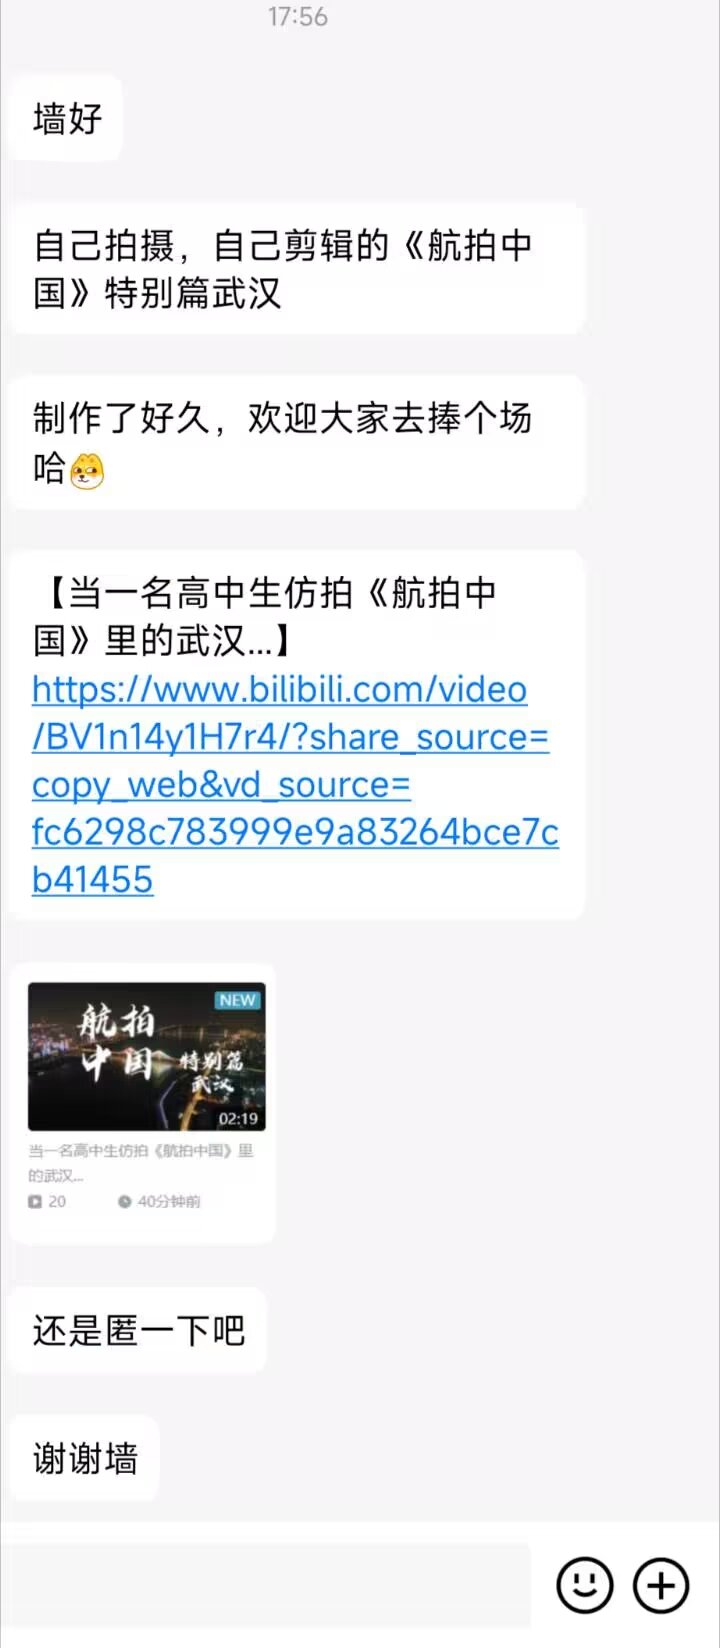 17:56
墙好
自己拍摄，自己剪辑的《航拍中
国》特别篇武汉
制作了好久，欢迎大家去捧个场
哈
【当一名高中生仿拍《航拍中
国》里的武汉...】
https://www.bilibili.com/video
/BV1n14y1H7r4/?share_source=
copy_web&vd_source=
fc6298c783999e9a83264bce7c
b41455
NEW
航拍
中国 特别篇
武汉
02:19
当一名高中生仿拍《航拍中国》里
的武汉...
20 40分钟前
还是匿一下吧
谢谢墙